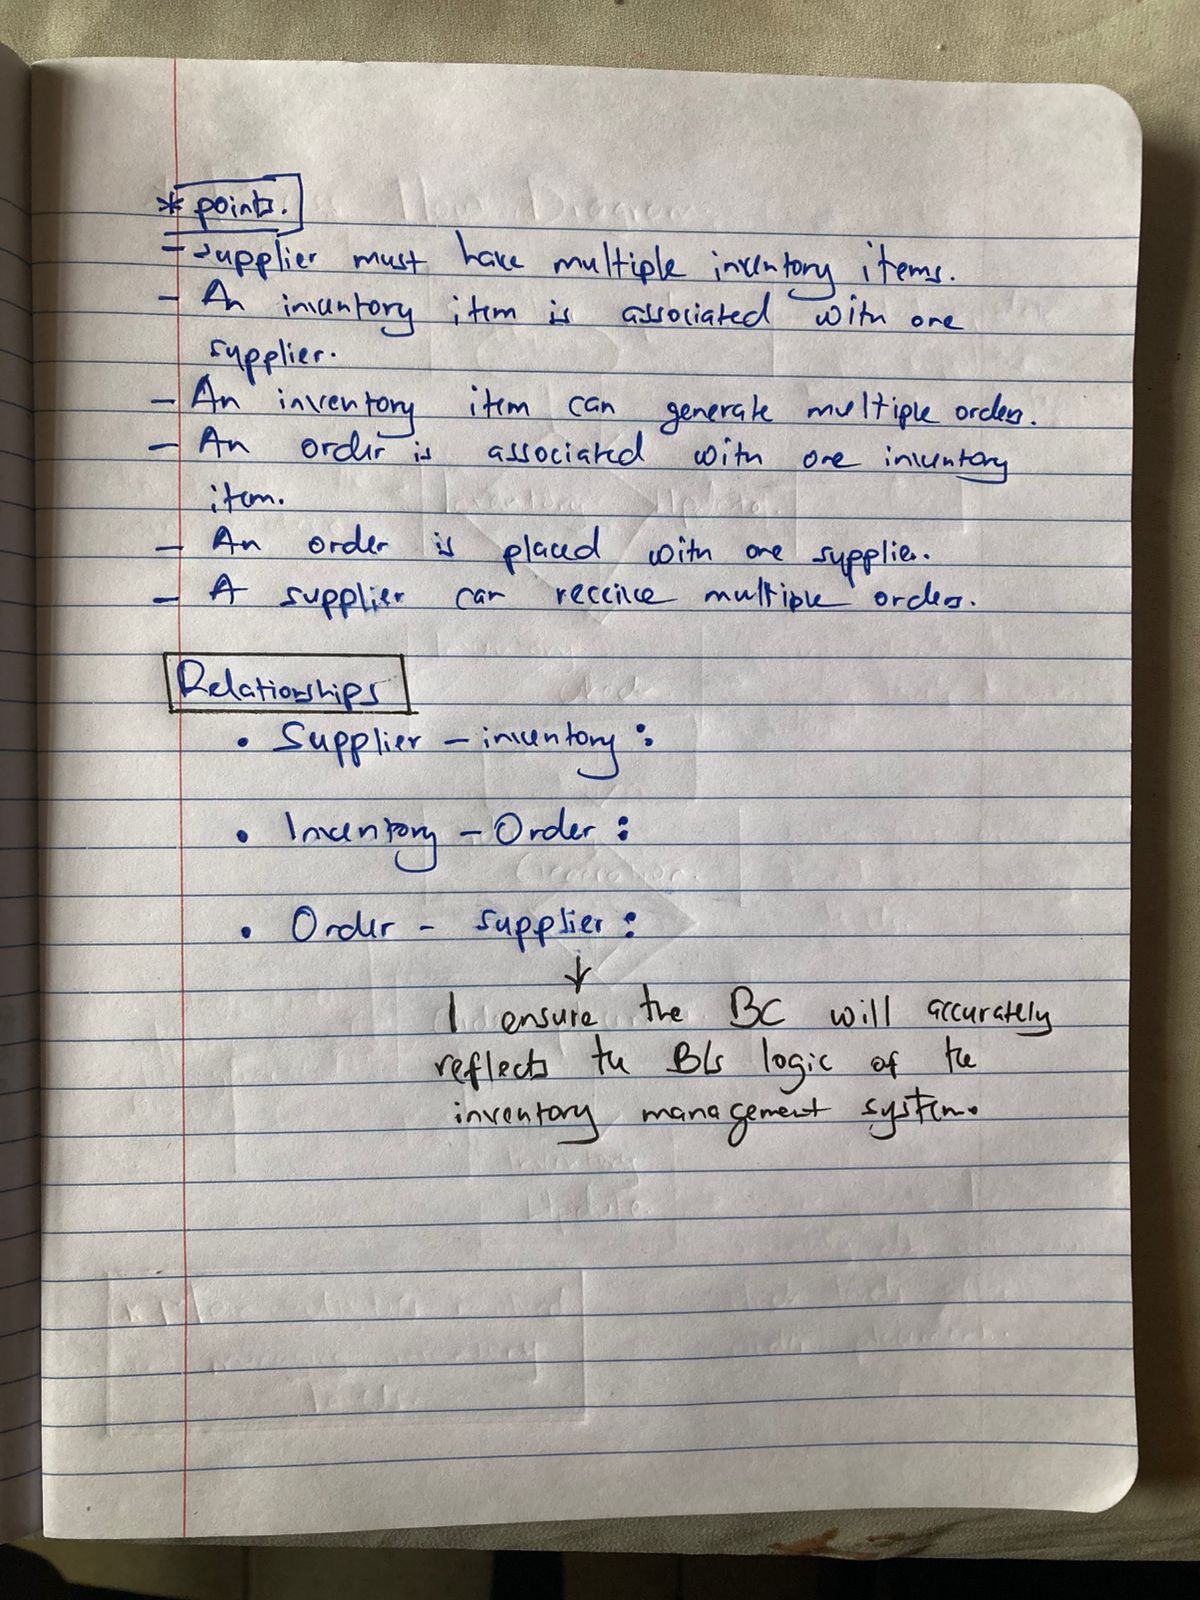 * points.
- Supplier must have multiple inventory items.
- An inventory item is associated with one
supplier.
- An inventory item can generate multiple orders.
- An order is associated with one inventory
item.
- An order is placed with one supplier.
- A supplier can receive multiple orders.
Relationships
• Supplier - inventory :
• Inventory - Order :
• Order - supplier :
↓
I ensure the BC will accurately
reflects the BLs logic of the
inventory management system.